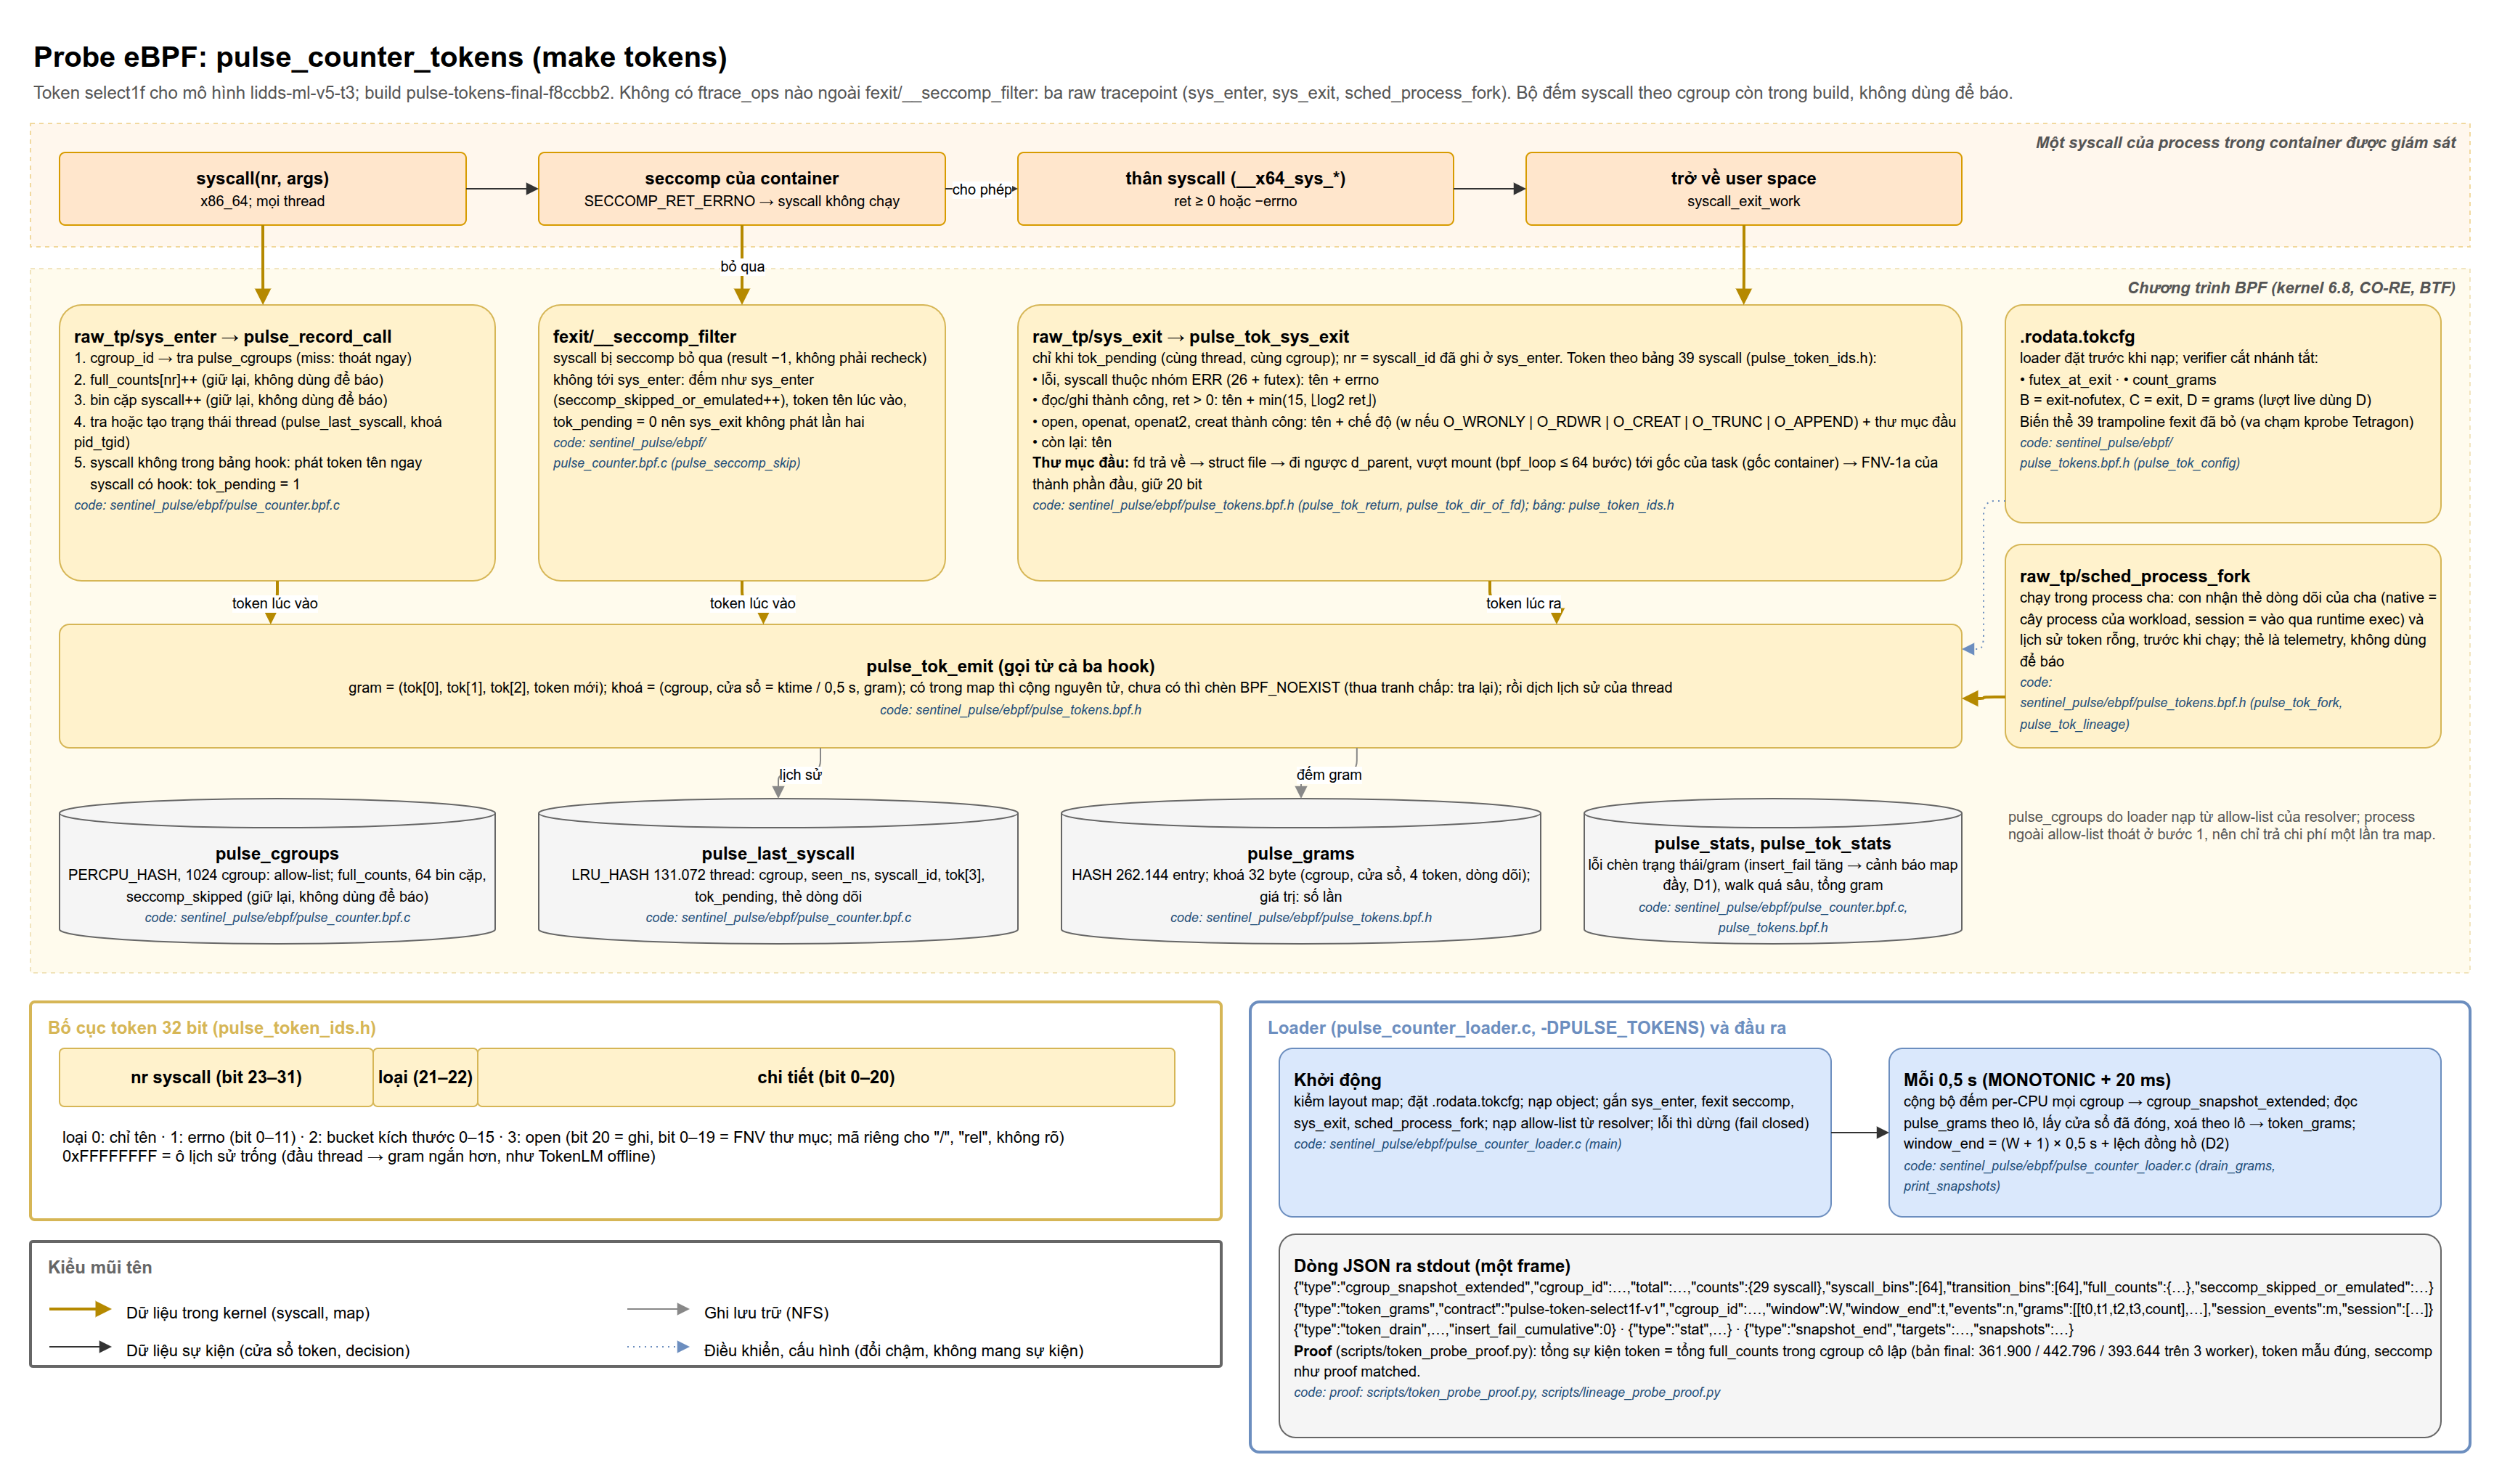 Probe eBPF: pulse_counter_tokens (make tokens)
Token select1f cho mô hình lidds-ml-v5-t3; build pulse-tokens-final-f8ccbb2. Không có ftrace_ops nào ngoài fexit/__seccomp_filter: ba raw tracepoint (sys_enter, sys_exit, sched_process_fork). Bộ đếm syscall theo cgroup còn trong build, không dùng để báo.
Một syscall của process trong container được giám sát
syscall(nr, args)
x86_64; mọi thread
seccomp của container
SECCOMP_RET_ERRNO → syscall không chạy
cho phép
thân syscall (__x64_sys_*)
ret ≥ 0 hoặc −errno
trở về user space
syscall_exit_work
bỏ qua
Chương trình BPF (kernel 6.8, CO-RE, BTF)
raw_tp/sys_enter → pulse_record_call
1. cgroup_id → tra pulse_cgroups (miss: thoát ngay)
2. full_counts[nr]++ (giữ lại, không dùng để báo)
3. bin cặp syscall++ (giữ lại, không dùng để báo)
4. tra hoặc tạo trạng thái thread (pulse_last_syscall, khoá
pid_tgid)
5. syscall không trong bảng hook: phát token tên ngay
syscall có hook: tok_pending = 1
code: sentinel_pulse/ebpf/pulse_counter.bpf.c
fexit/__seccomp_filter
syscall bị seccomp bỏ qua (result −1, không phải recheck)
không tới sys_enter: đếm như sys_enter
(seccomp_skipped_or_emulated++), token tên lúc vào,
tok_pending = 0 nên sys_exit không phát lần hai
code: sentinel_pulse/ebpf/
pulse_counter.bpf.c (pulse_seccomp_skip)
raw_tp/sys_exit → pulse_tok_sys_exit
chỉ khi tok_pending (cùng thread, cùng cgroup); nr = syscall_id đã ghi ở sys_enter. Token theo bảng 39 syscall (pulse_token_ids.h):
• lỗi, syscall thuộc nhóm ERR (26 + futex): tên + errno
• đọc/ghi thành công, ret > 0: tên + min(15, ⌊log2 ret⌋)
• open, openat, openat2, creat thành công: tên + chế độ (w nếu O_WRONLY | O_RDWR | O_CREAT | O_TRUNC | O_APPEND) + thư mục đầu
• còn lại: tên
Thư mục đầu: fd trả về → struct file → đi ngược d_parent, vượt mount (bpf_loop ≤ 64 bước) tới gốc của task (gốc container) → FNV-1a của
thành phần đầu, giữ 20 bit
code: sentinel_pulse/ebpf/pulse_tokens.bpf.h (pulse_tok_return, pulse_tok_dir_of_fd); bảng: pulse_token_ids.h
.rodata.tokcfg
loader đặt trước khi nạp; verifier cắt nhánh tắt:
• futex_at_exit · • count_grams
B = exit-nofutex, C = exit, D = grams (lượt live dùng D)
Biến thể 39 trampoline fexit đã bỏ (va chạm kprobe Tetragon)
code: sentinel_pulse/ebpf/
pulse_tokens.bpf.h (pulse_tok_config)
raw_tp/sched_process_fork
chạy trong process cha: con nhận thẻ dòng dõi của cha (native =
cây process của workload, session = vào qua runtime exec) và
lịch sử token rỗng, trước khi chạy; thẻ là telemetry, không dùng
để báo
code:
sentinel_pulse/ebpf/pulse_tokens.bpf.h (pulse_tok_fork,
pulse_tok_lineage)
token lúc vào
token lúc vào
token lúc ra
pulse_tok_emit (gọi từ cả ba hook)
gram = (tok[0], tok[1], tok[2], token mới); khoá = (cgroup, cửa sổ = ktime / 0,5 s, gram); có trong map thì cộng nguyên tử, chưa có thì chèn BPF_NOEXIST (thua tranh chấp: tra lại); rồi dịch lịch sử của thread
code: sentinel_pulse/ebpf/pulse_tokens.bpf.h
lịch sử
đếm gram
pulse_cgroups
PERCPU_HASH, 1024 cgroup: allow-list; full_counts, 64 bin cặp,
seccomp_skipped (giữ lại, không dùng để báo)
code: sentinel_pulse/ebpf/pulse_counter.bpf.c
pulse_last_syscall
LRU_HASH 131.072 thread: cgroup, seen_ns, syscall_id, tok[3],
tok_pending, thẻ dòng dõi
code: sentinel_pulse/ebpf/pulse_counter.bpf.c
pulse_grams
HASH 262.144 entry; khoá 32 byte (cgroup, cửa sổ, 4 token, dòng dõi);
giá trị: số lần
code: sentinel_pulse/ebpf/pulse_tokens.bpf.h
pulse_stats, pulse_tok_stats
lỗi chèn trạng thái/gram (insert_fail tăng → cảnh báo map
đầy, D1), walk quá sâu, tổng gram
code: sentinel_pulse/ebpf/pulse_counter.bpf.c,
pulse_tokens.bpf.h
pulse_cgroups do loader nạp từ allow-list của resolver; process
ngoài allow-list thoát ở bước 1, nên chỉ trả chi phí một lần tra map.
Bố cục token 32 bit (pulse_token_ids.h)
nr syscall (bit 23–31)
loại (21–22)
chi tiết (bit 0–20)
loại 0: chỉ tên · 1: errno (bit 0–11) · 2: bucket kích thước 0–15 · 3: open (bit 20 = ghi, bit 0–19 = FNV thư mục; mã riêng cho "/", "rel", không rõ)
0xFFFFFFFF = ô lịch sử trống (đầu thread → gram ngắn hơn, như TokenLM offline)
Kiểu mũi tên
Dữ liệu trong kernel (syscall, map)
Ghi lưu trữ (NFS)
Dữ liệu sự kiện (cửa sổ token, decision)
Điều khiển, cấu hình (đổi chậm, không mang sự kiện)
Loader (pulse_counter_loader.c, -DPULSE_TOKENS) và đầu ra
Khởi động
kiểm layout map; đặt .rodata.tokcfg; nạp object; gắn sys_enter, fexit seccomp,
sys_exit, sched_process_fork; nạp allow-list từ resolver; lỗi thì dừng (fail closed)
code: sentinel_pulse/ebpf/pulse_counter_loader.c (main)
Mỗi 0,5 s (MONOTONIC + 20 ms)
cộng bộ đếm per-CPU mọi cgroup → cgroup_snapshot_extended; đọc
pulse_grams theo lô, lấy cửa sổ đã đóng, xoá theo lô → token_grams;
window_end = (W + 1) × 0,5 s + lệch đồng hồ (D2)
code: sentinel_pulse/ebpf/pulse_counter_loader.c (drain_grams,
print_snapshots)
Dòng JSON ra stdout (một frame)
{"type":"cgroup_snapshot_extended","cgroup_id":…,"total":…,"counts":{29 syscall},"syscall_bins":[64],"transition_bins":[64],"full_counts":{…},"seccomp_skipped_or_emulated":…}
{"type":"token_grams","contract":"pulse-token-select1f-v1","cgroup_id":…,"window":W,"window_end":t,"events":n,"grams":[[t0,t1,t2,t3,count],…],"session_events":m,"session":[…]}
{"type":"token_drain",…,"insert_fail_cumulative":0} · {"type":"stat",…} · {"type":"snapshot_end","targets":…,"snapshots":…}
Proof (scripts/token_probe_proof.py): tổng sự kiện token = tổng full_counts trong cgroup cô lập (bản final: 361.900 / 442.796 / 393.644 trên 3 worker), token mẫu đúng, seccomp
như proof matched.
code: proof: scripts/token_probe_proof.py, scripts/lineage_probe_proof.py